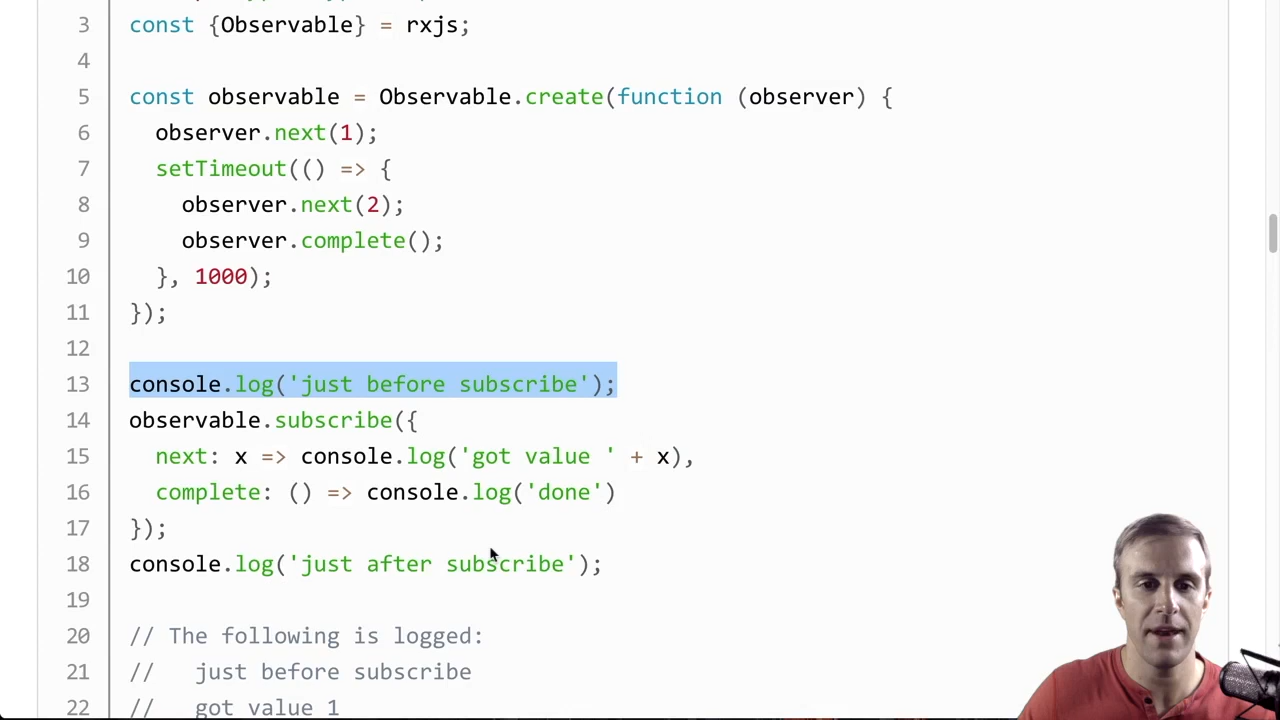 3 const {Observable} = rxjs;
4
5 const observable = Observable.create(function (observer) {
6 observer.next(1);
7 setTimeout(() => {
8 observer.next(2);
9 observer.complete();
10 }, 1000);
11 });
12
13 console.log('just before subscribe');
14 observable.subscribe({
15 next: x => console.log('got value ' + x),
16 complete: () => console.log('done')
17 });
18 console.log('just after subscribe');
19
20 // The following is logged:
21 // just before subscribe
22 // got value 1